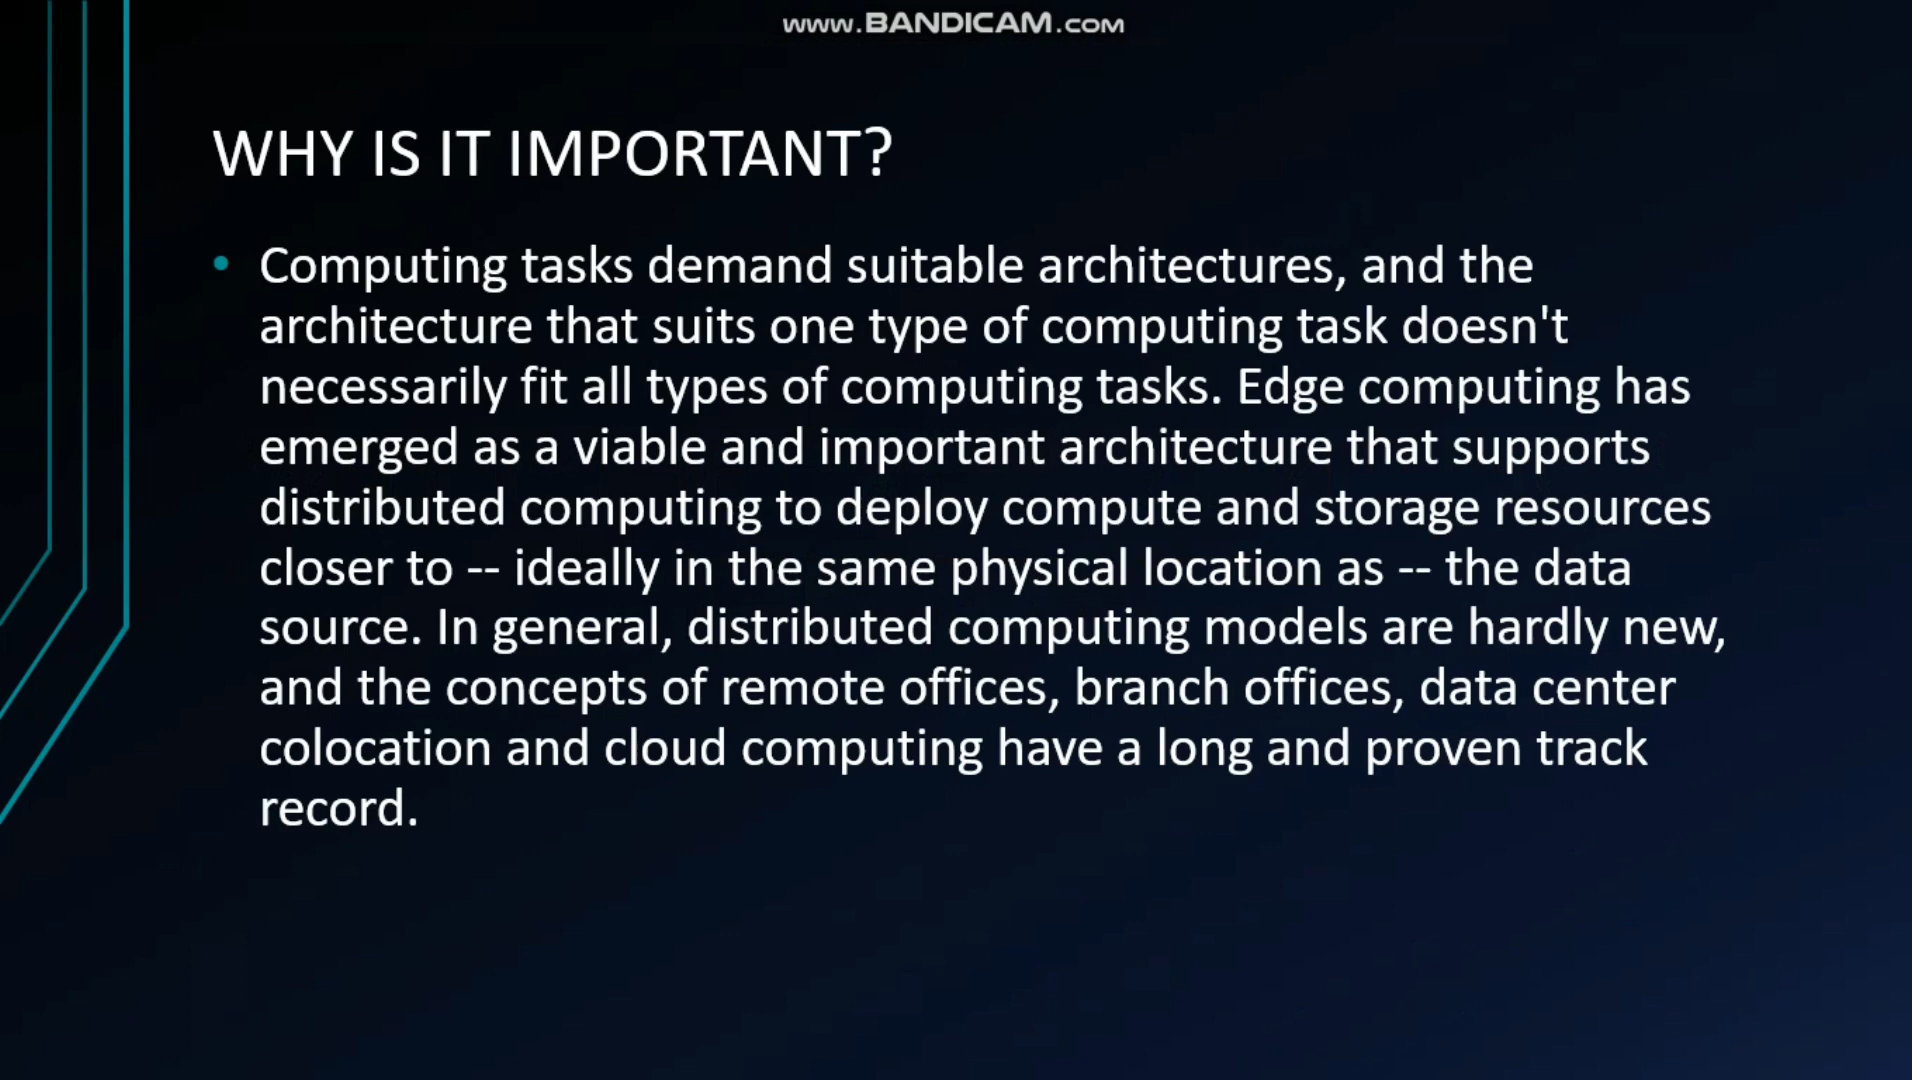 www.BANDICAM.com
WHY IS IT IMPORTANT?
• Computing tasks demand suitable architectures, and the
architecture that suits one type of computing task doesn't
necessarily fit all types of computing tasks. Edge computing has
emerged as a viable and important architecture that supports
distributed computing to deploy compute and storage resources
closer to -- ideally in the same physical location as -- the data
source. In general, distributed computing models are hardly new,
and the concepts of remote offices, branch offices, data center
colocation and cloud computing have a long and proven track
record.